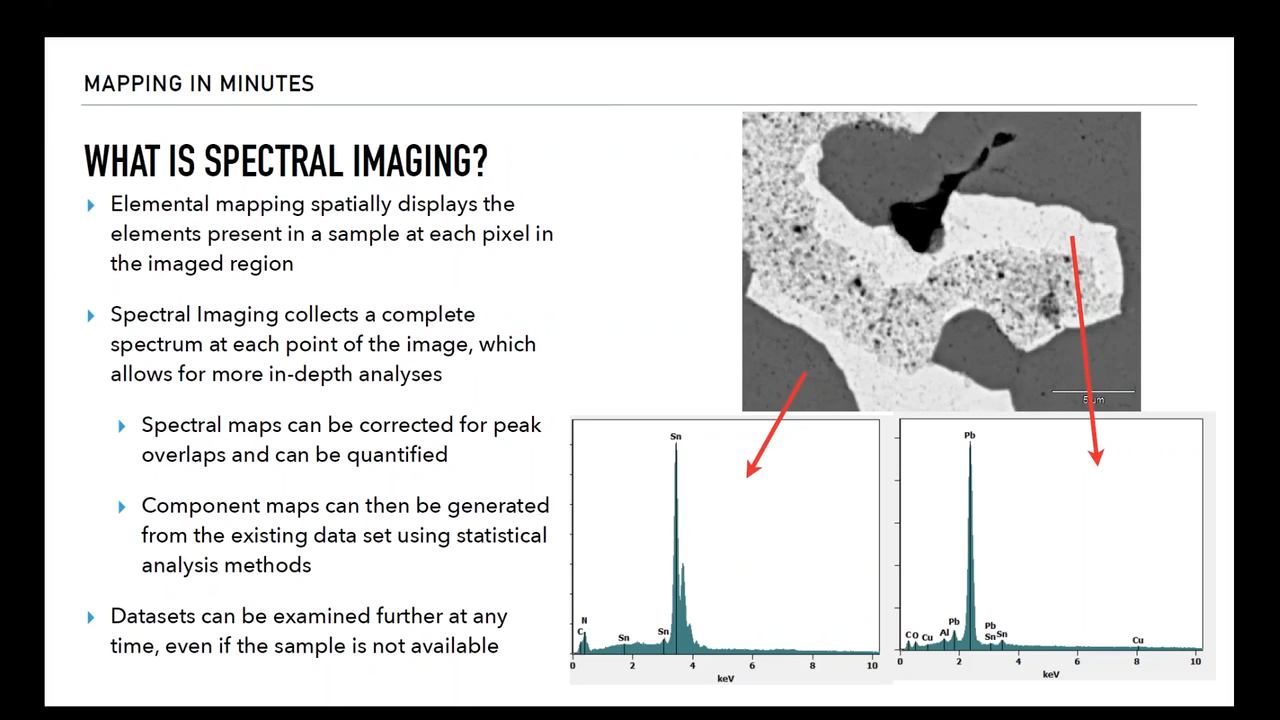 MAPPING IN MINUTES
WHAT IS SPECTRAL IMAGING?
Elemental mapping spatially displays the
elements present in a sample at each pixel in
the imaged region
Spectral Imaging collects a complete
spectrum at each point of the image, which
allows for more in-depth analyses
Spectral maps can be corrected for peak
overlaps and can be quantified
Component maps can then be generated
from the existing data set using statistical
analysis methods
Datasets can be examined further at any
time, even if the sample is not available
5 um
Sn
N
C
Sn
Sn
0 2 4 6 8 10
keV
Pb
Pb
Pb
C O Cu Al Sn Sn
Cu
0 2 4 6 8 10
keV